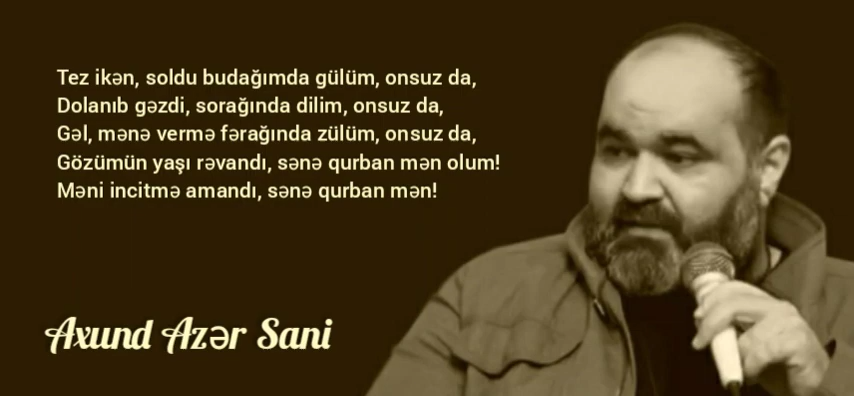 Tez ikən, soldu budağımda gülüm, onsuz da,
Dolanıb gəzdi, sorağında dilim, onsuz da,
Gəl, mənə vermə fərağında zülüm, onsuz da,
Gözümün yaşı rəvandı, sənə qurban mən olum!
Məni incitmə amandı, sənə qurban mən!
Axund Azər Sani